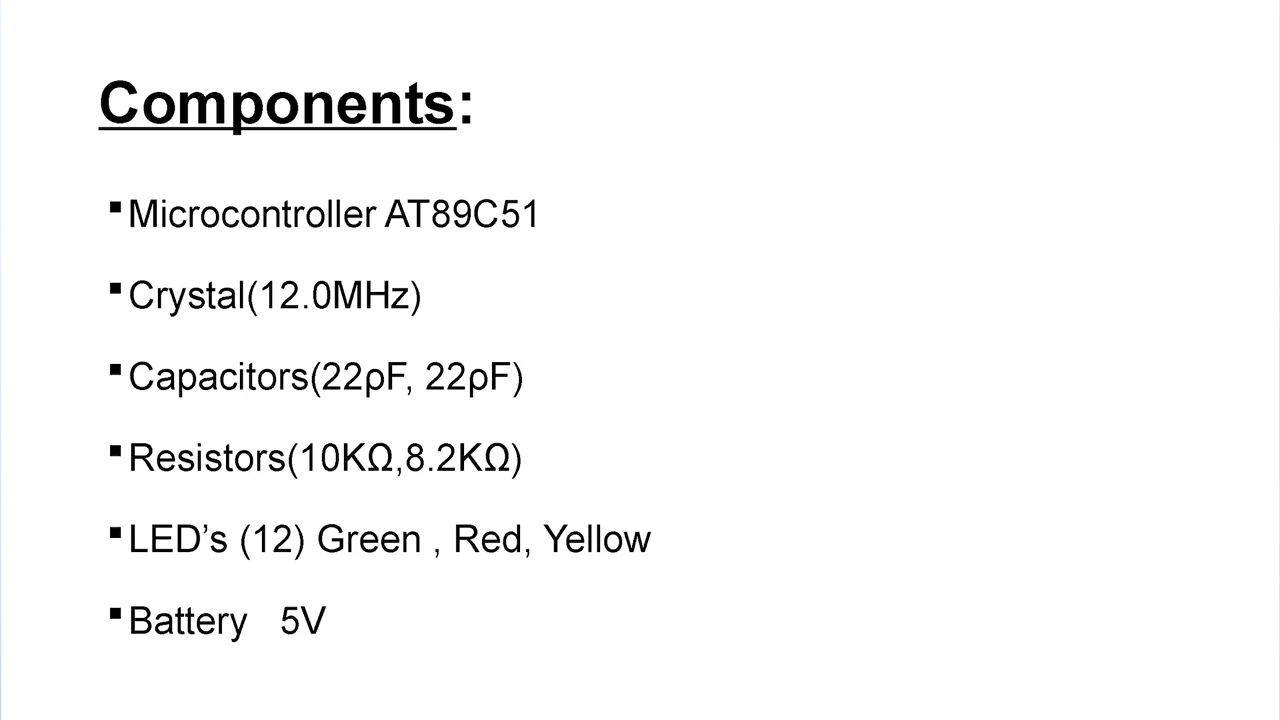 Components:
▪Microcontroller AT89C51
▪Crystal(12.0MHz)
▪Capacitors(22ρF, 22ρF)
▪Resistors(10KΩ,8.2KΩ)
▪LED’s (12) Green , Red, Yellow
▪Battery   5V